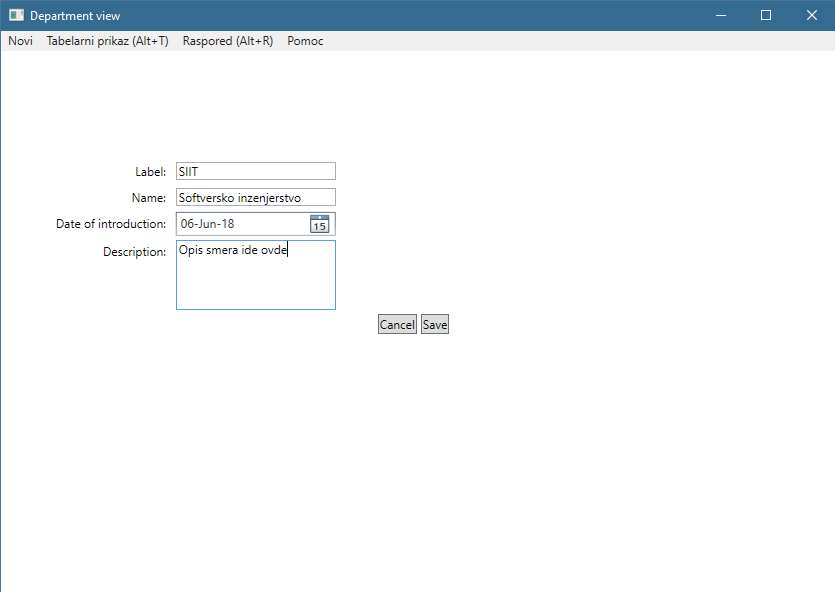 Department view
Novi Tabelarni prikaz (Alt+T) Raspored (Alt+R) Pomoc
Label: SIIT
Name: Softversko inzenjerstvo
Date of introduction: 06-Jun-18 15
Description: Opis smera ide ovde
Cancel Save